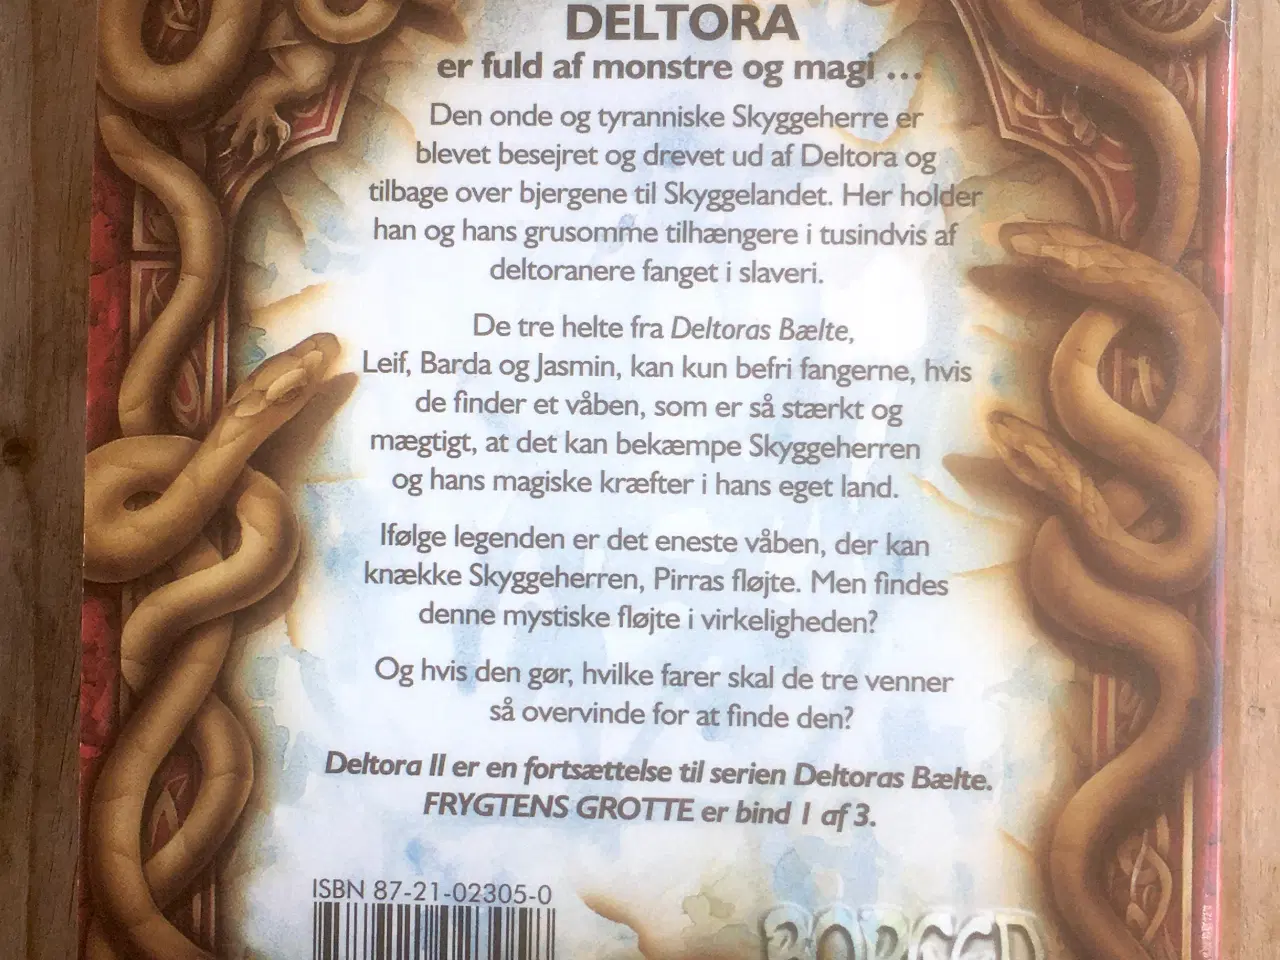 DELTORA
er fuld af monstre og magi ...
Den onde og tyranniske Skyggeherre er
blevet besejret og drevet ud af Deltora og
tilbage over bjergene til Skyggelandet. Her holder
han og hans grusomme tilhængere i tusindvis af
deltoranere fanget i slaveri.
De tre helte fra Deltoras Bælte,
Leif, Barda og Jasmin, kan kun befri fangerne, hvis
de finder et våben, som er så stærkt og
mægtigt, at det kan bekæmpe Skyggeherren
og hans magiske kræfter i hans eget land.
Ifølge legenden er det eneste våben, der kan
knække Skyggeherren, Pirras fløjte. Men findes
denne mystiske fløjte i virkeligheden?
Og hvis den gør, hvilke farer skal de tre venner
så overvinde for at finde den?
Deltora II er en fortsættelse til serien Deltoras Bælte.
FRYGTENS GROTTE er bind 1 af 3.
ISBN 87-21-02305-0
BORGEN